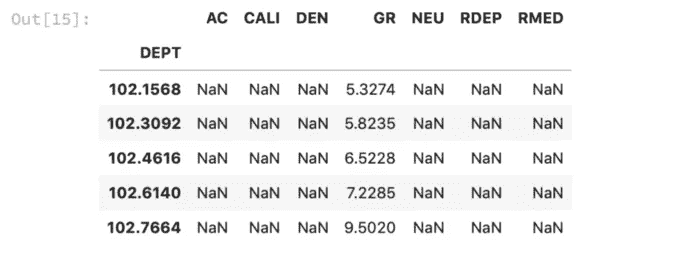 Out[15]: AC CALI DEN GR NEU RDEP RMED
DEPT
102.1568 NaN NaN NaN 5.3274 NaN NaN NaN
102.3092 NaN NaN NaN 5.8235 NaN NaN NaN
102.4616 NaN NaN NaN 6.5228 NaN NaN NaN
102.6140 NaN NaN NaN 7.2285 NaN NaN NaN
102.7664 NaN NaN NaN 9.5020 NaN NaN NaN